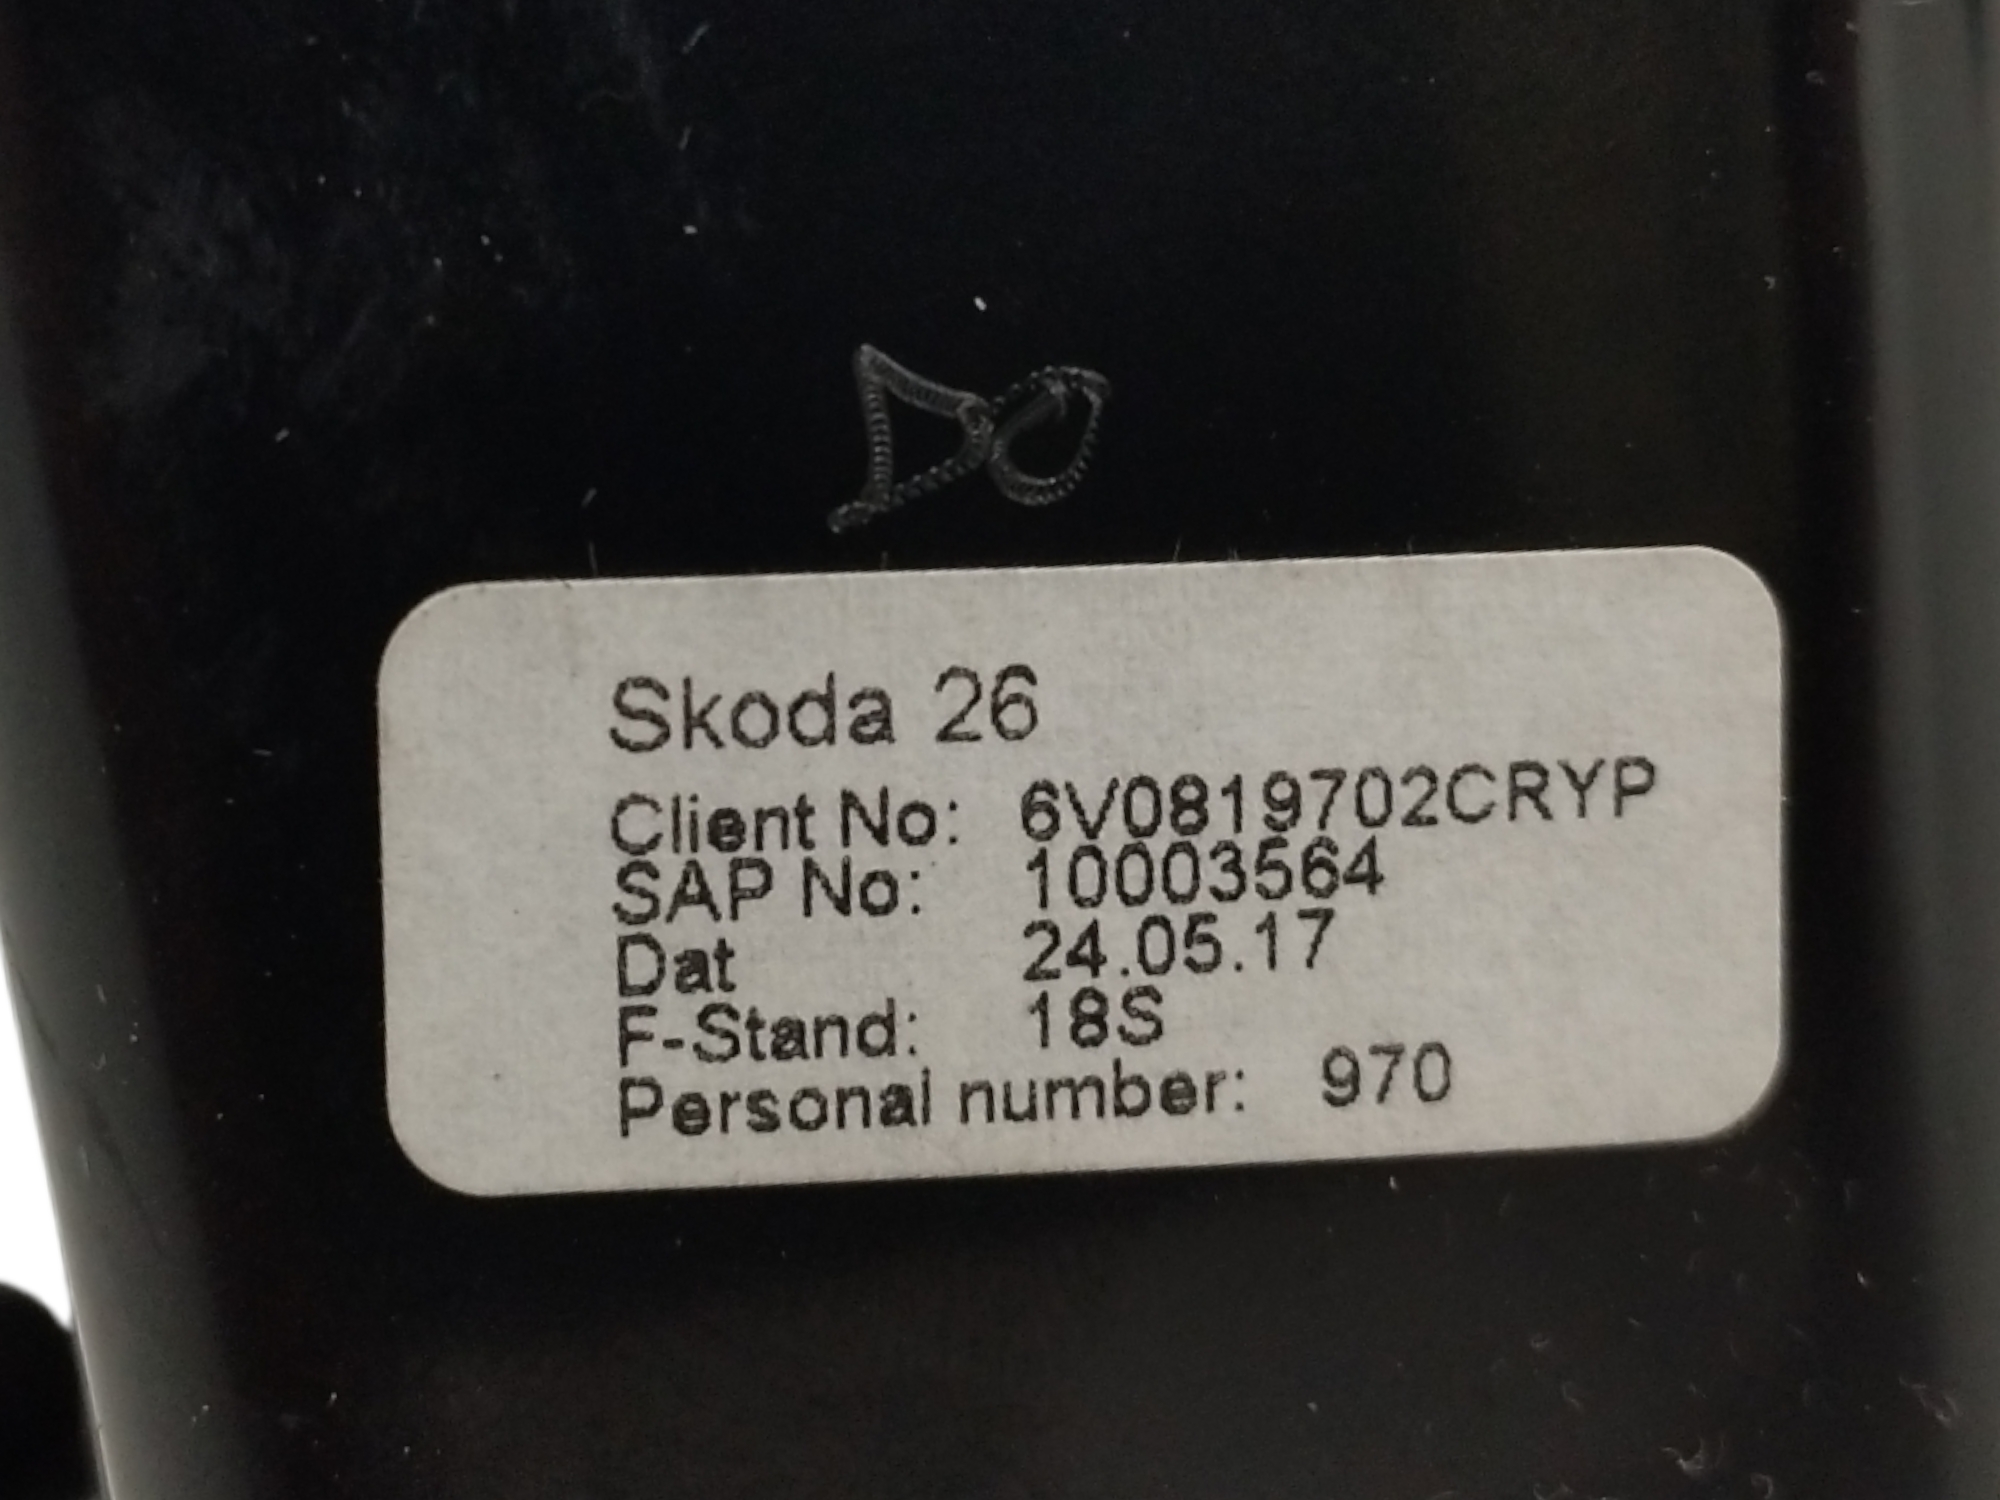 Skoda 26
Client No: 6V0819702CRYP
SAP No: 10003564
Dat 24.05.17
F-Stand: 18S
Personal number: 970